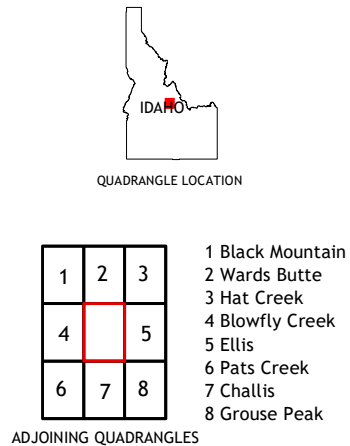 IDAHO
QUADRANGLE LOCATION
1 2 3
4 5
6 7 8
1 Black Mountain
2 Wards Butte
3 Hat Creek
4 Blowfly Creek
5 Ellis
6 Pats Creek
7 Challis
8 Grouse Peak
ADJOINING QUADRANGLES